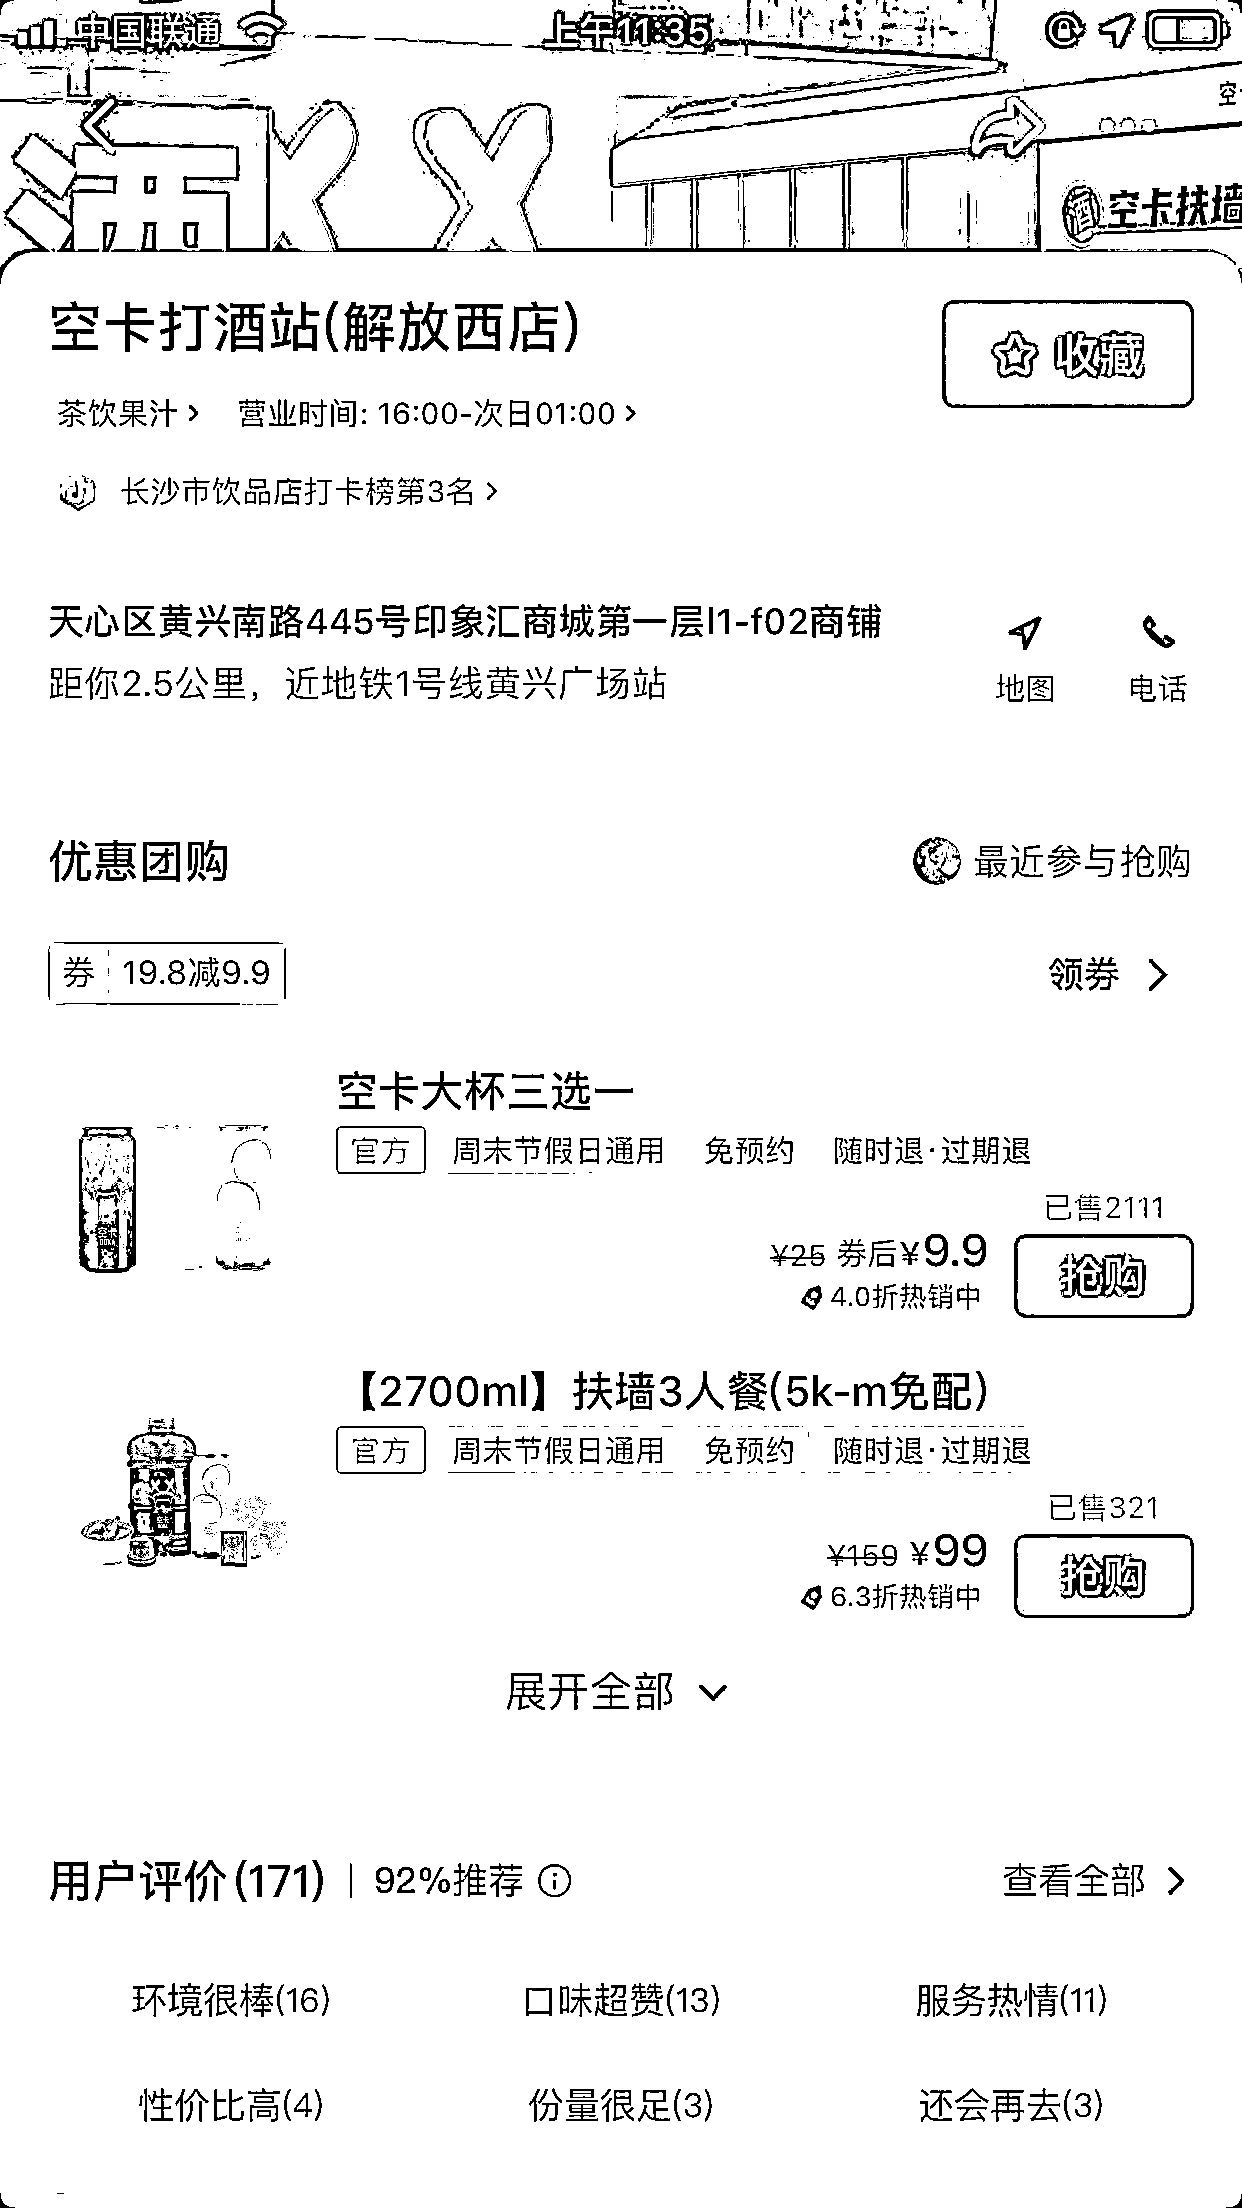 中国联通
上午11:35
空
酒
空卡扶墙
空卡打酒站(解放西店)
收藏
茶饮果汁
营业时间: 16:00-次日01:00
长沙市饮品店打卡榜第3名
天心区黄兴南路445号印象汇商城第一层l1-f02商铺
距你2.5公里，近地铁1号线黄兴广场站
地图
电话
优惠团购
最近参与抢购
券 19.8减9.9
领券
空卡大杯三选一
官方 周末节假日通用 免预约 随时退·过期退
已售2111
¥25 券后¥9.9
抢购
4.0折热销中
【2700ml】扶墙3人餐(5k-m免配)
官方 周末节假日通用 免预约 随时退·过期退
已售321
¥159 ¥99
抢购
6.3折热销中
展开全部
用户评价(171) | 92%推荐
查看全部
环境很棒(16)
口味超赞(13)
服务热情(11)
性价比高(4)
份量很足(3)
还会再去(3)